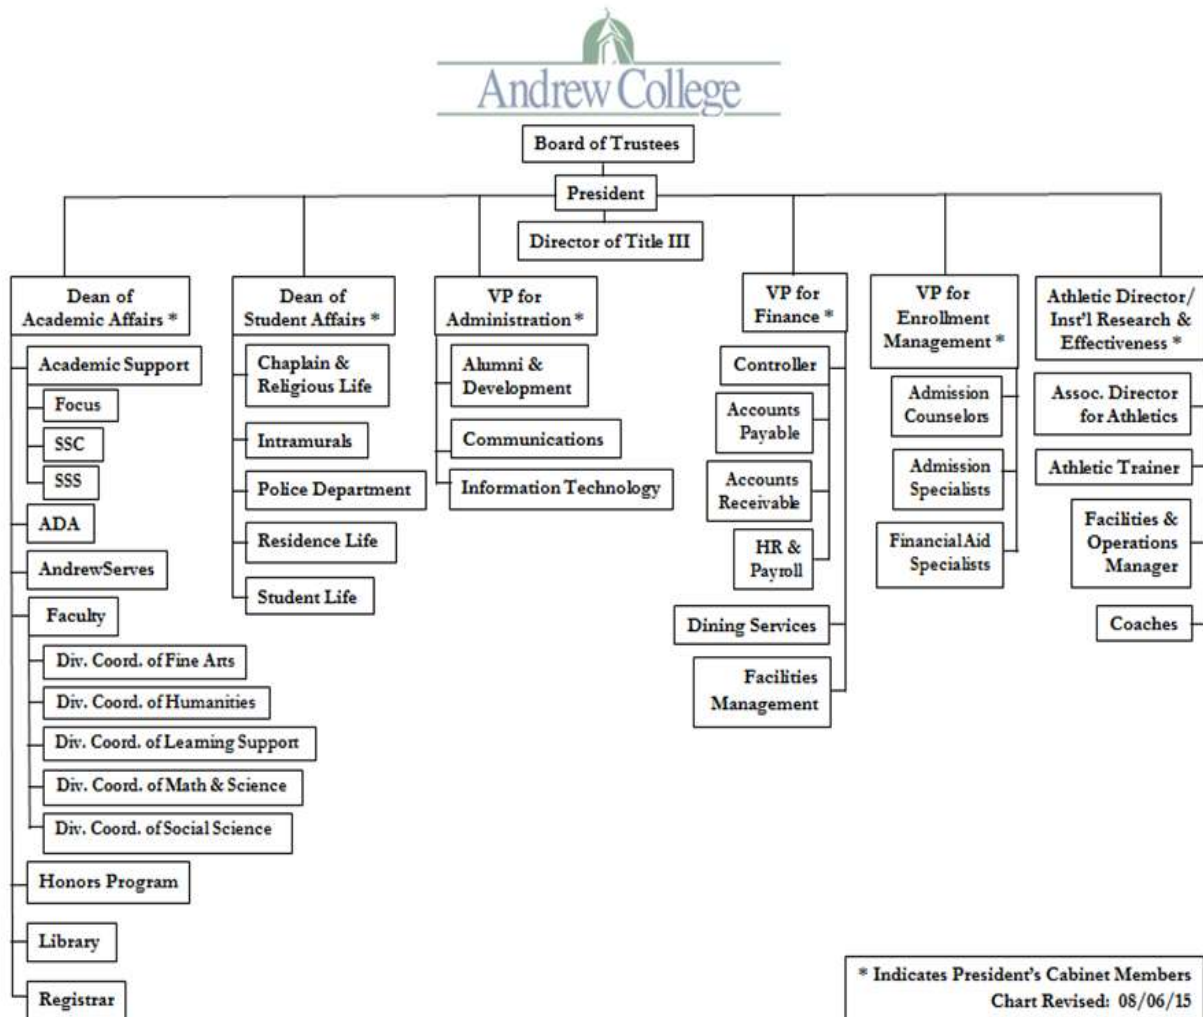 Andrew College
Board of Trustees
President
Director of Title III
Dean of
Academic Affairs *
Academic Support
Focus
SSC
SSS
ADA
AndrewServes
Faculty
Div. Coord. of Fine Arts
Div. Coord. of Humanities
Div. Coord. of Learning Support
Div. Coord. of Math & Science
Div. Coord. of Social Science
Honors Program
Library
Registrar
Dean of
Student Affairs *
Chaplain &
Religious Life
Intramurals
Police Department
Residence Life
Student Life
VP for
Administration *
Alumni &
Development
Communications
Information Technology
VP for
Finance *
Controller
Accounts
Payable
Accounts
Receivable
HR &
Payroll
Dining Services
Facilities
Management
VP for
Enrollment
Management *
Admission
Counselors
Admission
Specialists
Financial Aid
Specialists
Athletic Director/
Inst'l Research &
Effectiveness *
Assoc. Director
for Athletics
Athletic Trainer
Facilities &
Operations
Manager
Coaches
* Indicates President's Cabinet Members
Chart Revised: 08/06/15